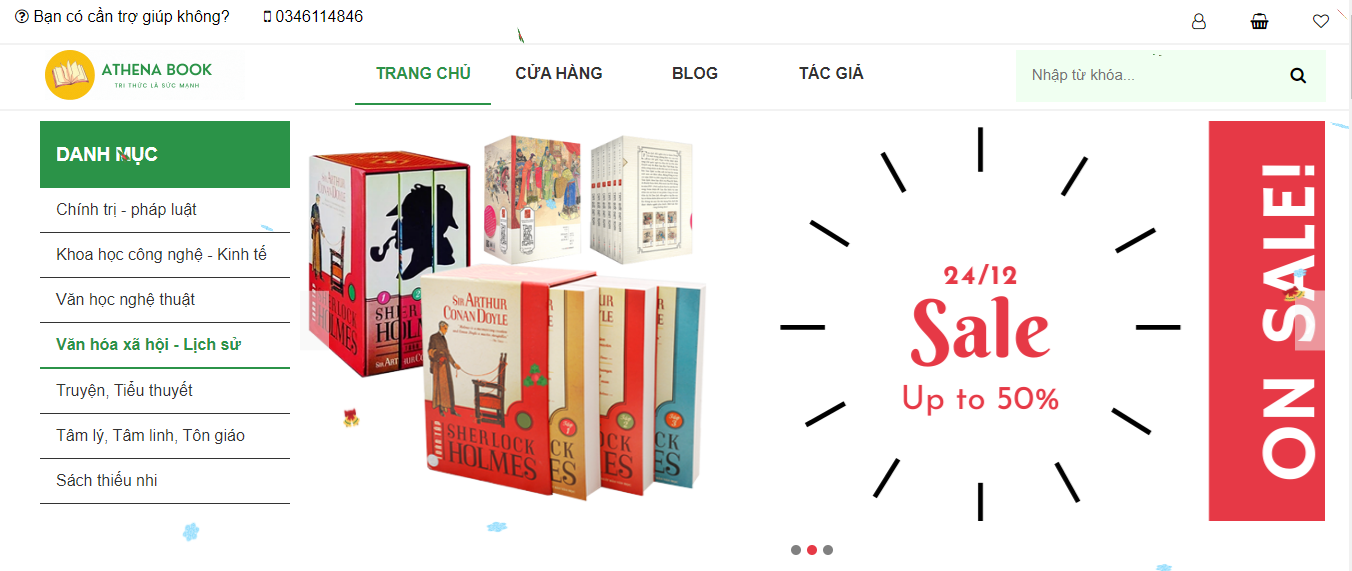 Bạn có cần trợ giúp không? 0346114846
ATHENA BOOK
TRI THỨC LÀ SỨC MẠNH
TRANG CHỦ CỬA HÀNG BLOG TÁC GIẢ
Nhập từ khóa...
DANH MỤC
Chính trị - pháp luật
Khoa học công nghệ - Kinh tế
Văn học nghệ thuật
Văn hóa xã hội - Lịch sử
Truyện, Tiểu thuyết
Tâm lý, Tâm linh, Tôn giáo
Sách thiếu nhi
SIR ARTHUR
CONAN DOYLE
1
2
SHERLOCK
HOLMES
SIR ARTHUR
CONAN DOYLE
SHERLOCK
HOLMES
24/12
Sale
Up to 50%
ON SALE!